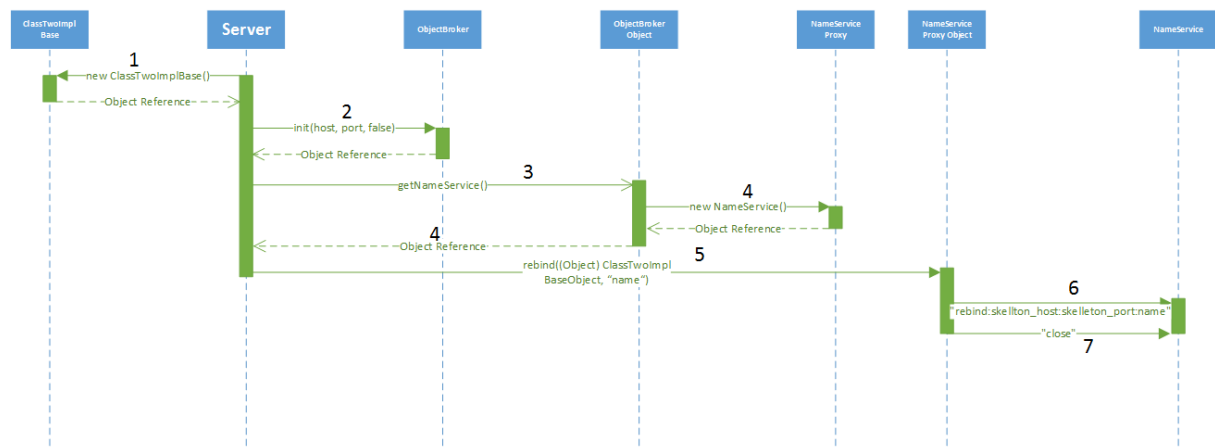 ClassTwoImpl
Base
Server
ObjectBroker
ObjectBroker
Object
NameService
Proxy
NameService
Proxy Object
NameService
1
new ClassTwoImplBase()
Object Reference
2
init(host, port, false)
Object Reference
3
getNameService()
4
new NameService()
Object Reference
4
Object Reference
5
rebind((Object) ClassTwoImpl
BaseObject, “name”)
6
"rebind:skellton_host:skelleton_port:name"
"close"
7